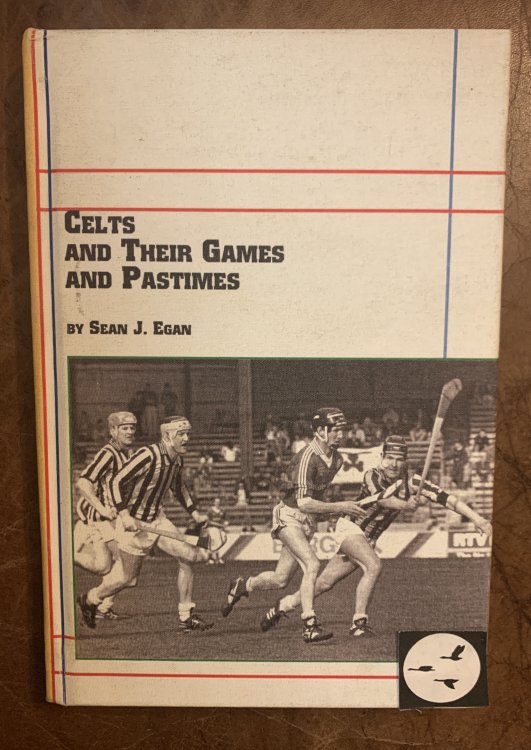 CELTS
AND THEIR GAMES
AND PASTIMES
BY SEAN J. EGAN
RTV